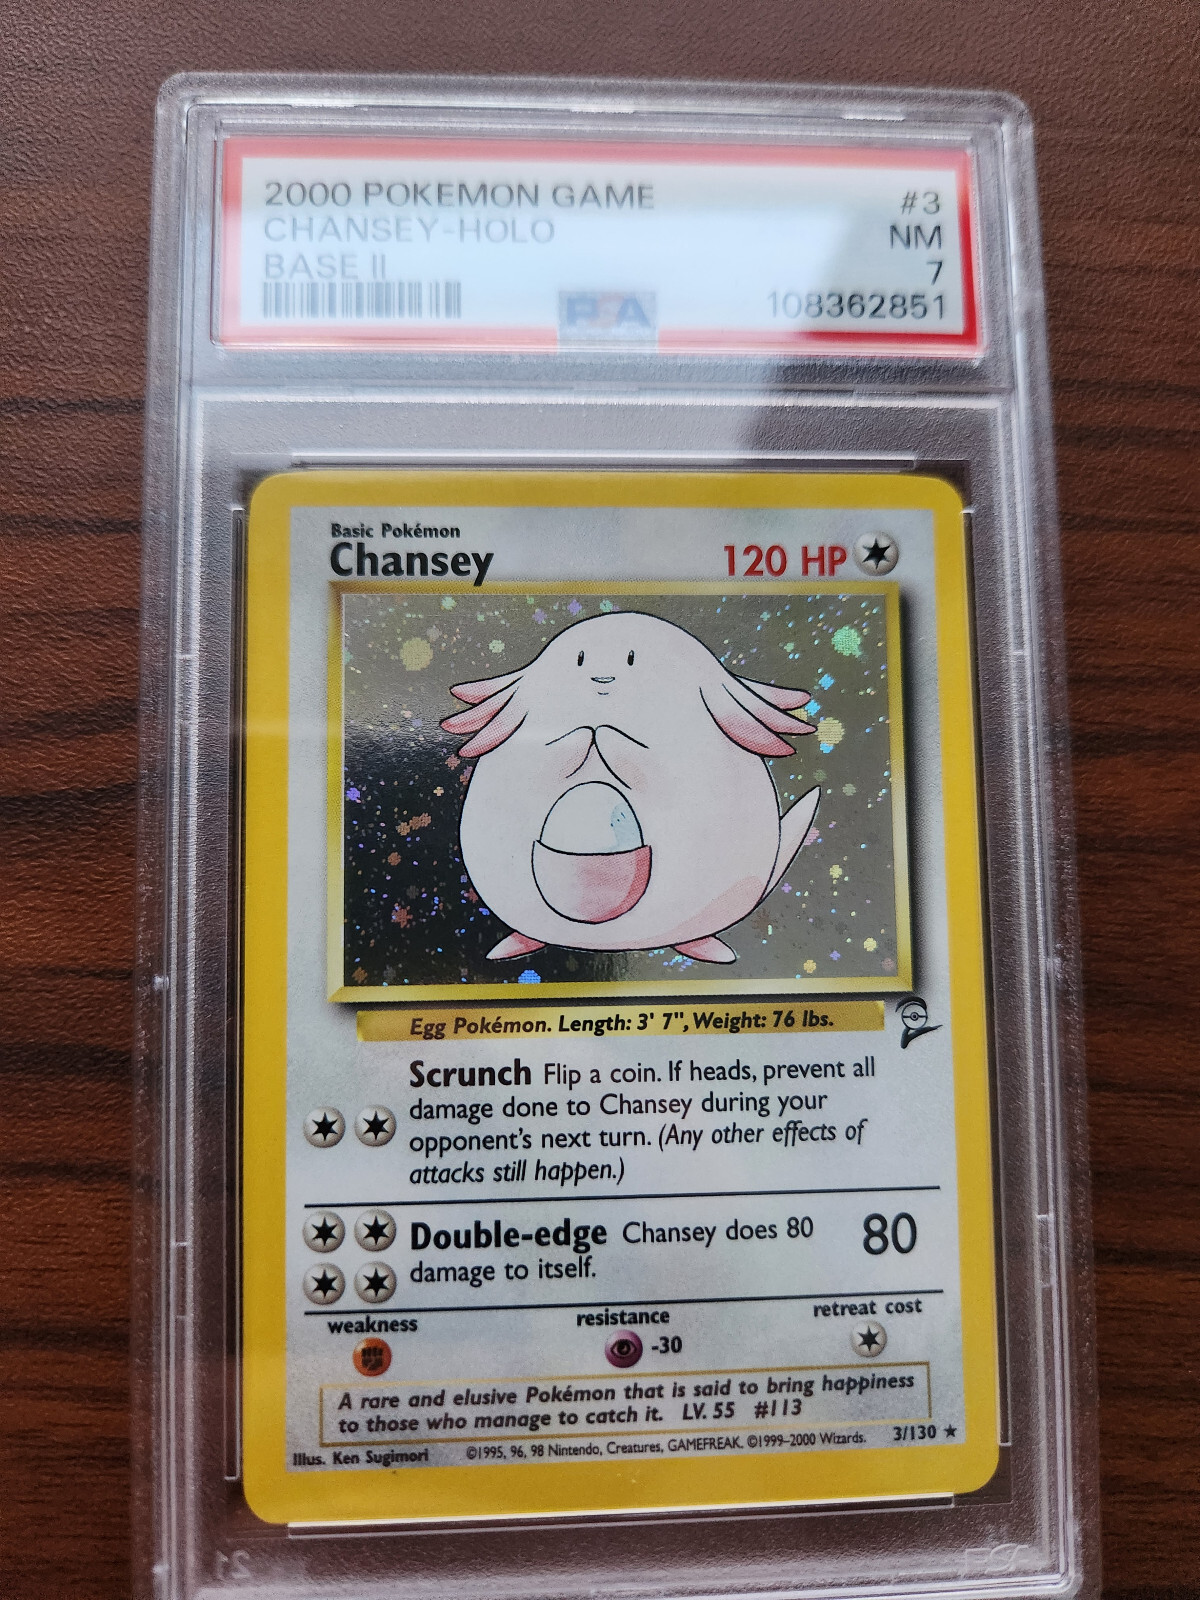 2000 POKEMON GAME #3
CHANSEY-HOLO NM
BASE II 7
PSA 108362851
Basic Pokémon
Chansey 120 HP
Egg Pokémon. Length: 3' 7", Weight: 76 lbs.
Scrunch Flip a coin. If heads, prevent all
damage done to Chansey during your
opponent's next turn. (Any other effects of
attacks still happen.)
Double-edge Chansey does 80 80
damage to itself.
weakness resistance retreat cost
-30
A rare and elusive Pokémon that is said to bring happiness
to those who manage to catch it. LV. 55 #113
Illus. Ken Sugimori ©1995, 96, 98 Nintendo, Creatures, GAMEFREAK. ©1999–2000 Wizards. 3/130 ★